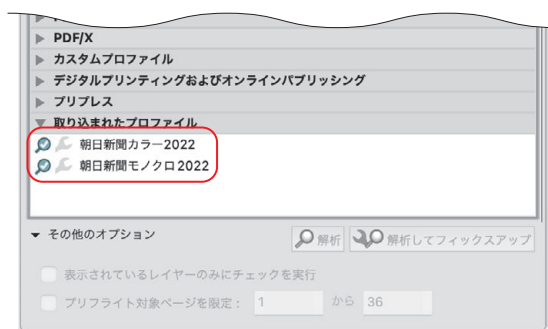 PDF/X
カスタムプロファイル
デジタルプリンティングおよびオンラインパブリッシング
プリプレス
取り込まれたプロファイル
朝日新聞カラー2022
朝日新聞モノクロ2022
その他のオプション 解析 解析してフィックスアップ
表示されているレイヤーのみにチェックを実行
プリフライト対象ページを限定： 1 から 36